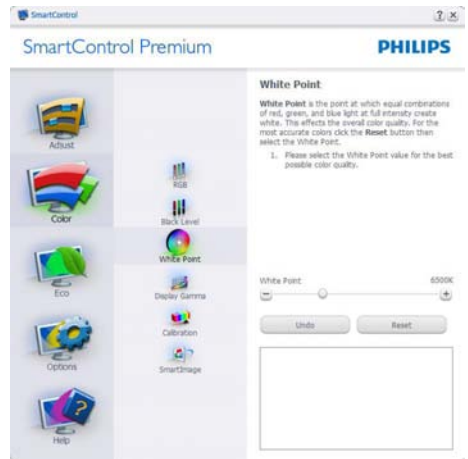 SmartControl
SmartControl Premium
PHILIPS
Adjust
Color
Eco
Options
Help
RGB
Black Level
White Point
Display Gamma
Calibration
SmartImage
White Point
White Point is the point at which equal combinations
of red, green, and blue light at full intensity create
white. This effects the overall color quality. For the
most accurate colors click the Reset button then
select the White Point.
1. Please select the White Point value for the best
possible color quality.
White Point 6500K
Undo Reset